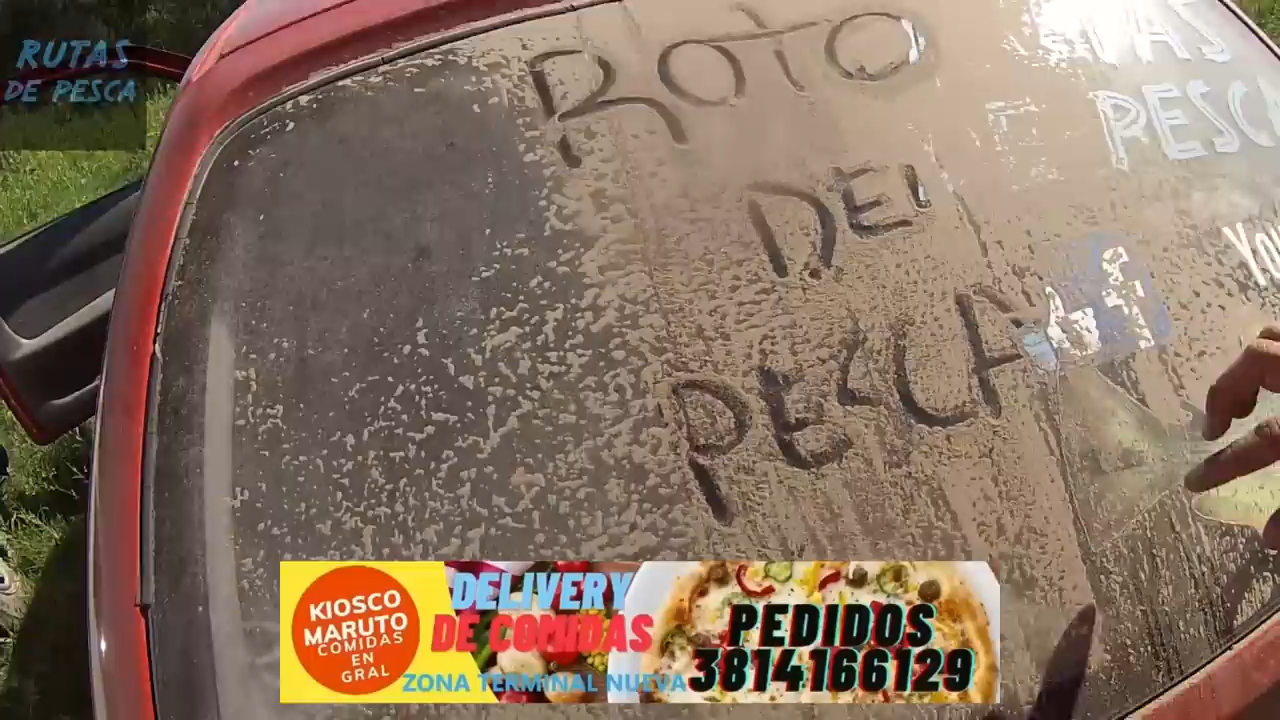 RUTAS
DE PESCA
ROTO
DEL
PESCA
PESC
KIOSCO
MARUTO
COMIDAS
EN
GRAL
DELIVERY
DE COMIDAS
ZONA TERMINAL NUEVA
PEDIDOS
3814166129